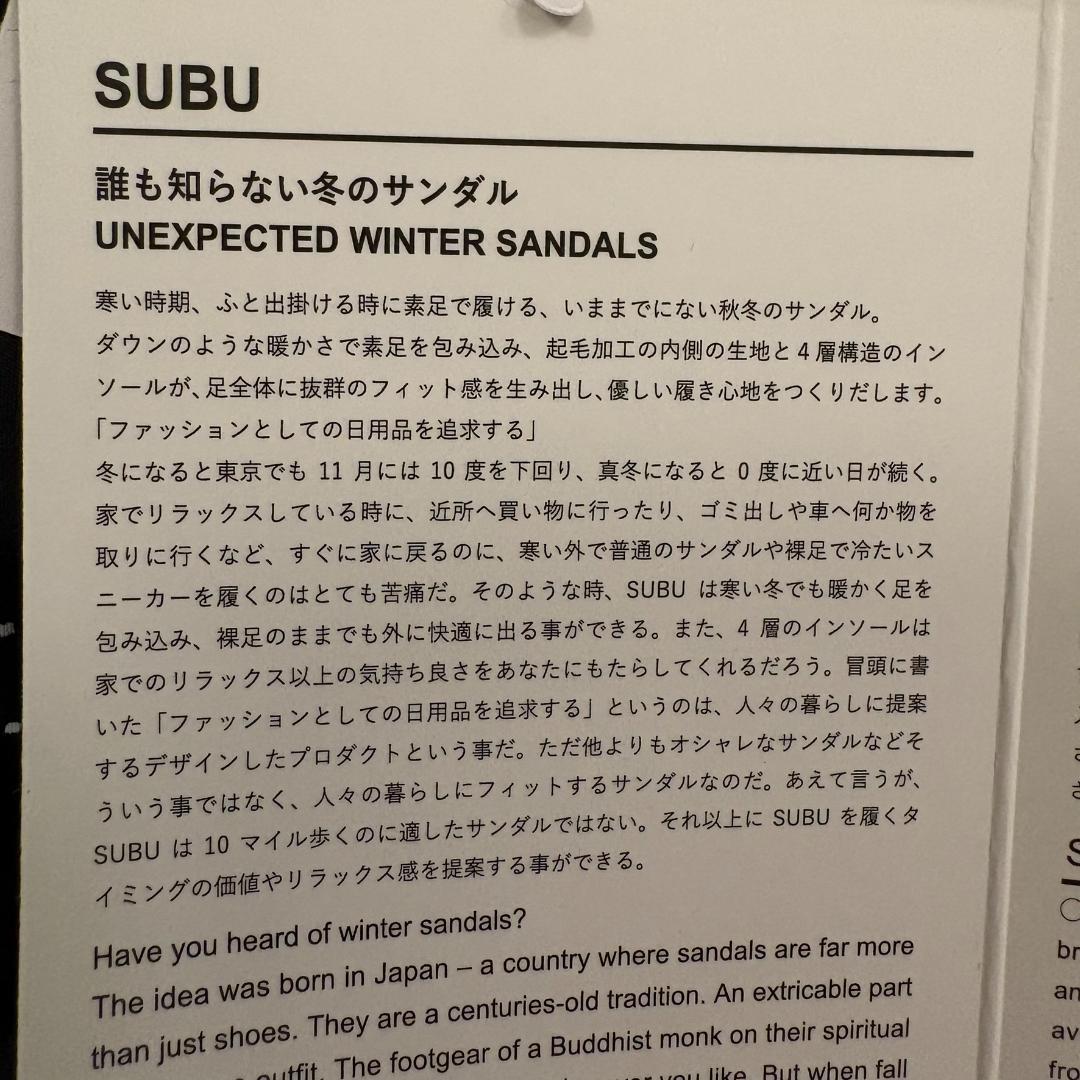 SUBU
誰も知らない冬のサンダル
UNEXPECTED WINTER SANDALS
寒い時期、ふと出掛ける時に素足で履ける、いままでにない秋冬のサンダル。
ダウンのような暖かさで素足を包み込み、起毛加工の内側の生地と4層構造のイン
ソールが、足全体に抜群のフィット感を生み出し、優しい履き心地をつくりだします。
「ファッションとしての日用品を追求する」
冬になると東京でも 11 月には 10 度を下回り、真冬になると 0 度に近い日が続く。
家でリラックスしている時に、近所へ買い物に行ったり、ゴミ出しや車へ何か物を
取りに行くなど、すぐに家に戻るのに、寒い外で普通のサンダルや裸足で冷たいス
ニーカーを履くのはとても苦痛だ。そのような時、SUBU は寒い冬でも暖かく足を
包み込み、裸足のままでも外に快適に出る事ができる。また、4 層のインソールは
家でのリラックス以上の気持ち良さをあなたにもたらしてくれるだろう。冒頭に書
いた「ファッションとしての日用品を追求する」というのは、人々の暮らしに提案
するデザインしたプロダクトという事だ。ただ他よりもオシャレなサンダルなどそ
ういう事ではなく、人々の暮らしにフィットするサンダルなのだ。あえて言うが、
SUBU は 10 マイル歩くのに適したサンダルではない。それ以上に SUBU を履くタ
イミングの価値やリラックス感を提案する事ができる。
Have you heard of winter sandals?
The idea was born in Japan – a country where sandals are far more
than just shoes. They are a centuries-old tradition. An extricable part
outfit. The footgear of a Buddhist monk on their spiritual
you like. But when fall
S
br
an
av
fro